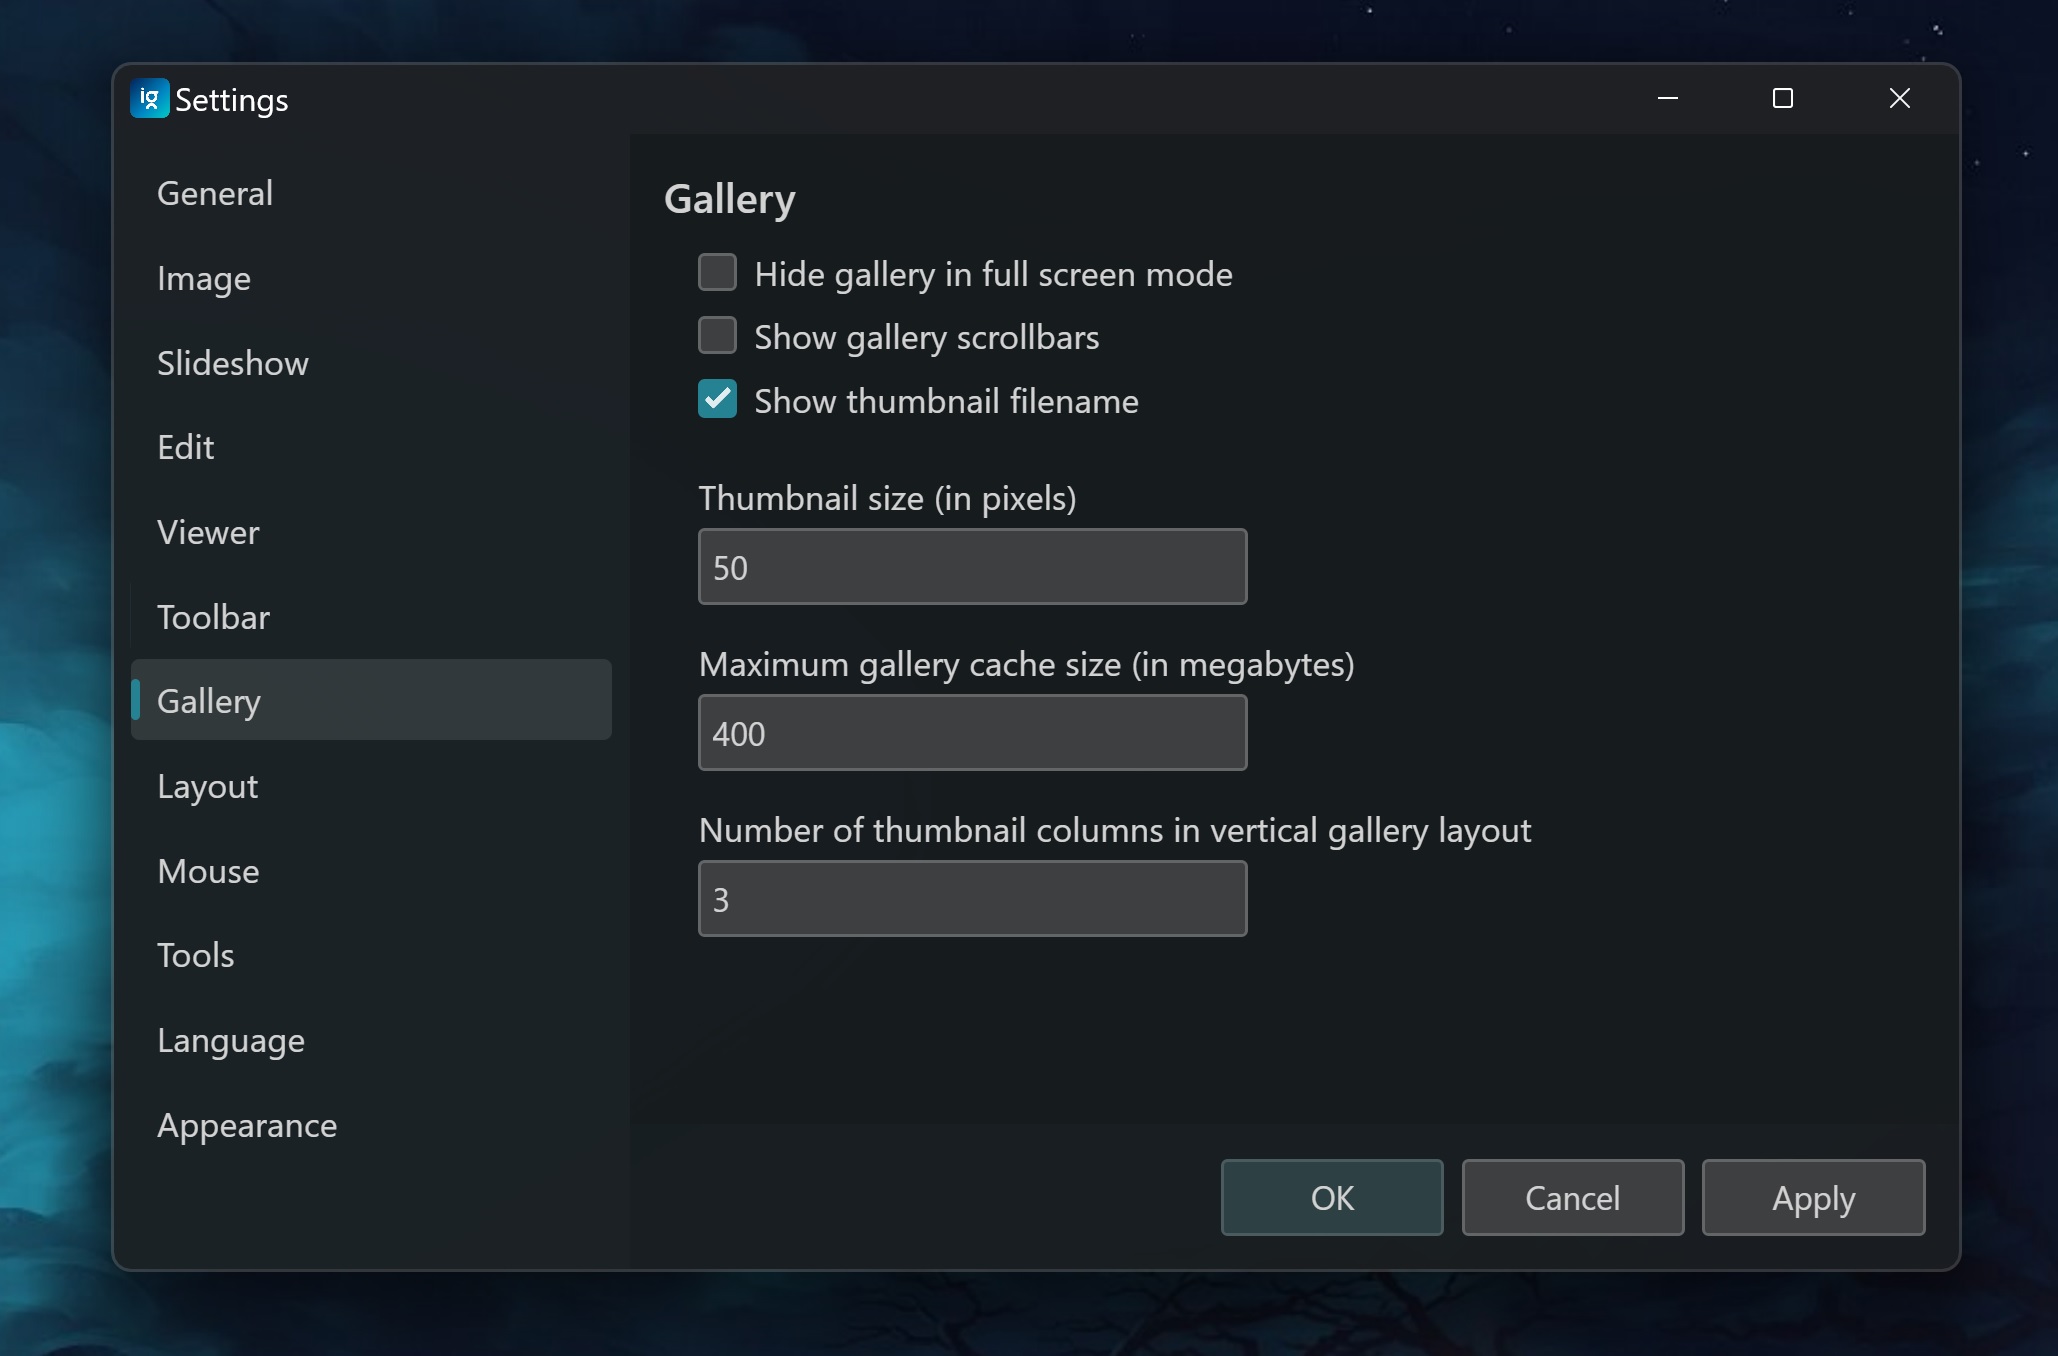 ig Settings
General
Image
Slideshow
Edit
Viewer
Toolbar
Gallery
Layout
Mouse
Tools
Language
Appearance
Gallery
Hide gallery in full screen mode
Show gallery scrollbars
Show thumbnail filename
Thumbnail size (in pixels)
50
Maximum gallery cache size (in megabytes)
400
Number of thumbnail columns in vertical gallery layout
3
OK Cancel Apply